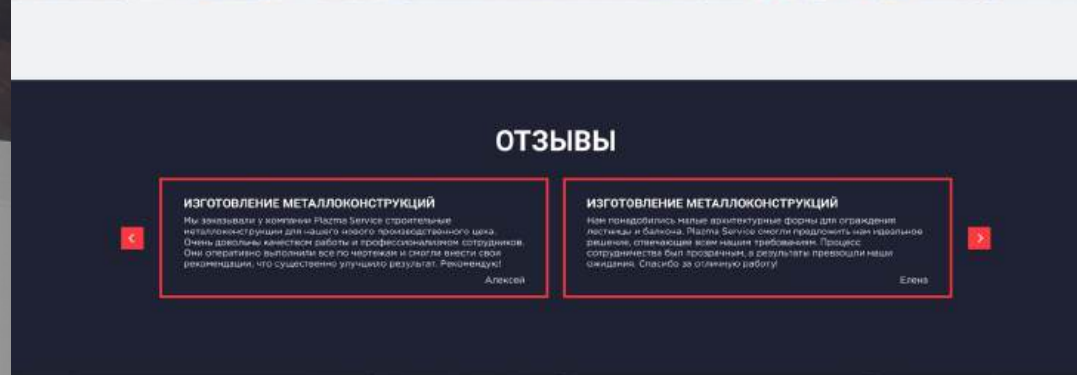 ОТЗЫВЫ
ИЗГОТОВЛЕНИЕ МЕТАЛЛОКОНСТРУКЦИЙ
Мы заказывали у компании Plazma Service строительные
металлоконструкции для нашего нового производственного цеха.
Очень довольны качеством работы и профессионализмом сотрудников.
Они оперативно выполнили все по чертежам и смогли внести свои
рекомендации, что существенно улучшило результат. Рекомендую!
Алексей
ИЗГОТОВЛЕНИЕ МЕТАЛЛОКОНСТРУКЦИЙ
Нам понадобились малые архитектурные формы для ограждения
лестницы и балкона. Plazma Service смогли предложить нам идеальное
решение, отвечающее всем нашим требованиям. Процесс
сотрудничества был прозрачным, а результаты превзошли наши
ожидания. Спасибо за отличную работу!
Елена